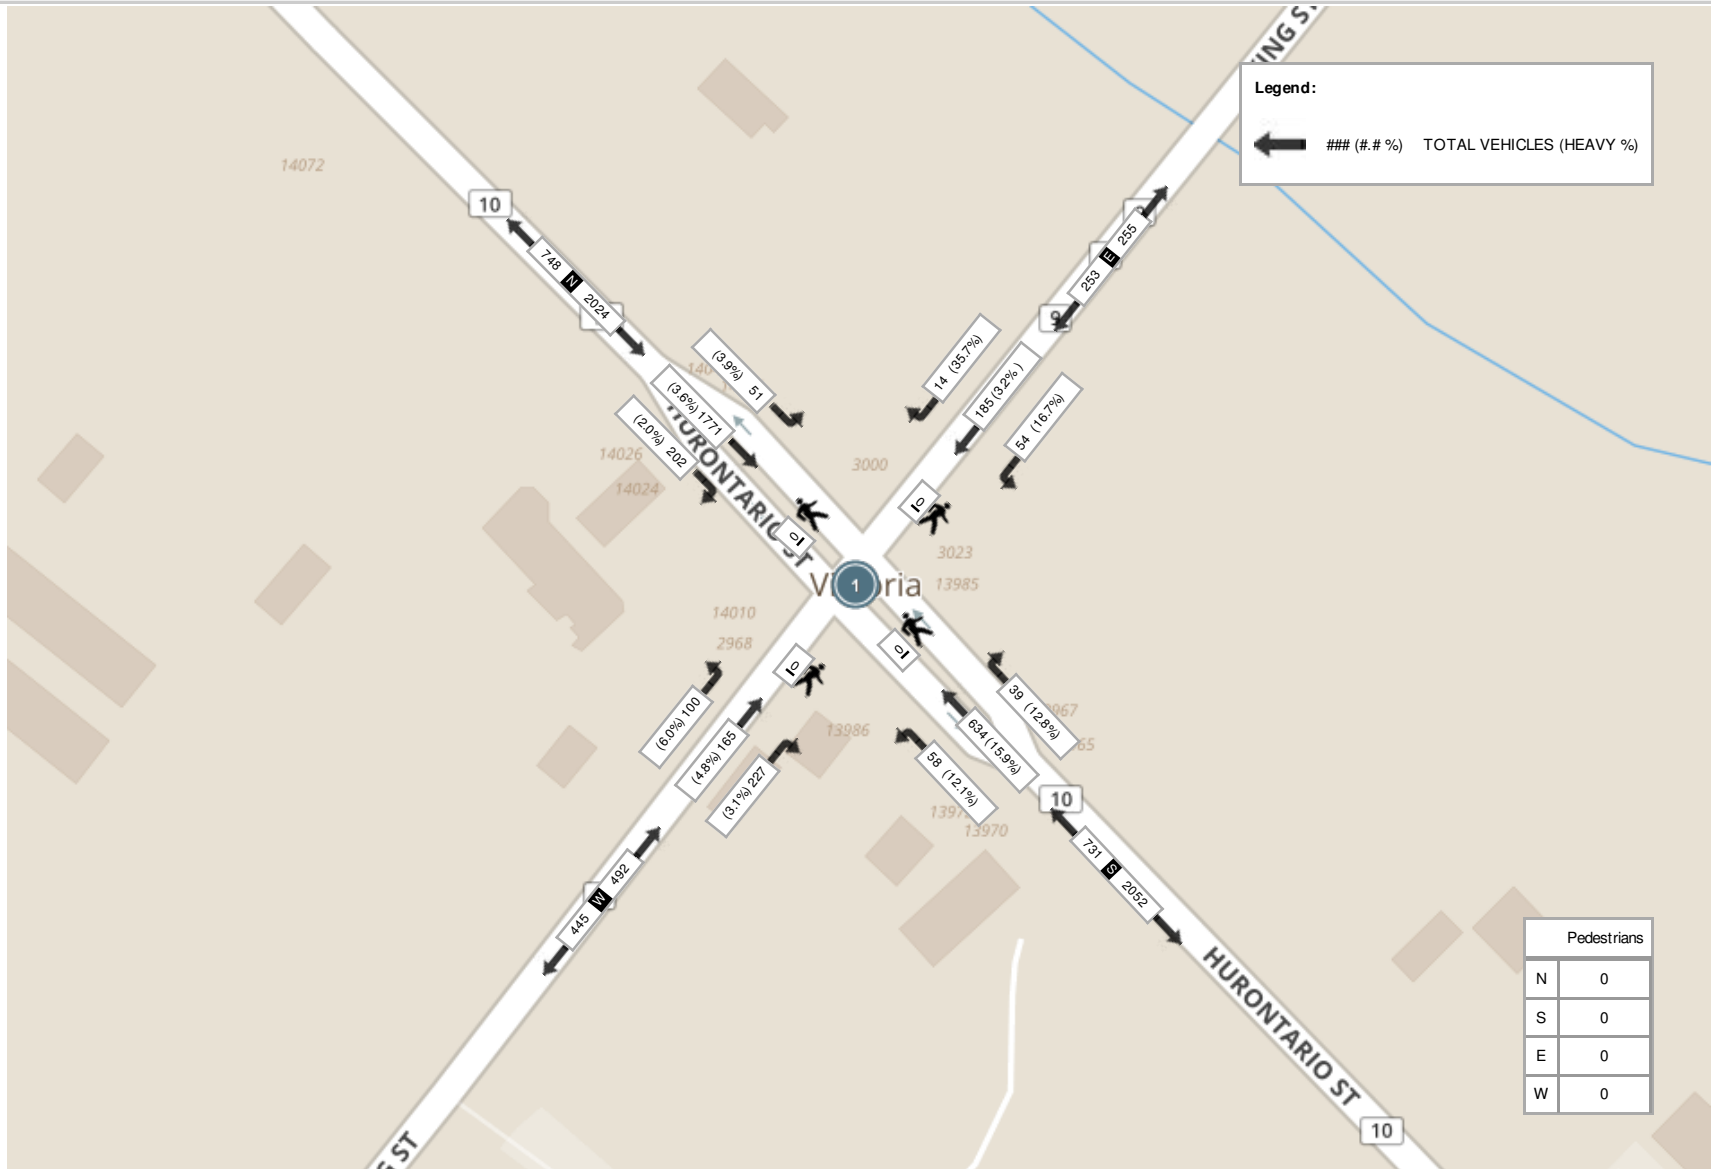 ING ST
Legend:
### (#.# %) TOTAL VEHICLES (HEAVY %)
14072
10
748 N 2024
253 E 255
9
(3.9%) 51
14 (35.7%)
(3.6%) 1771
185 (3.2% )
(2.0%) 202
54 (16.7%)
HURONTARIO ST
14026
14024
3000
0
0
3023
13985
1
14010
2968
0
0
(6.0%) 100
(4.8%) 165
(3.1%) 227
13986
39 (12.8%)
634 (15.9%)
58 (12.1%)
10
13970
731 S 2052
445 W 492
HURONTARIO ST
10
Pedestrians
N 0
S 0
E 0
W 0
ST